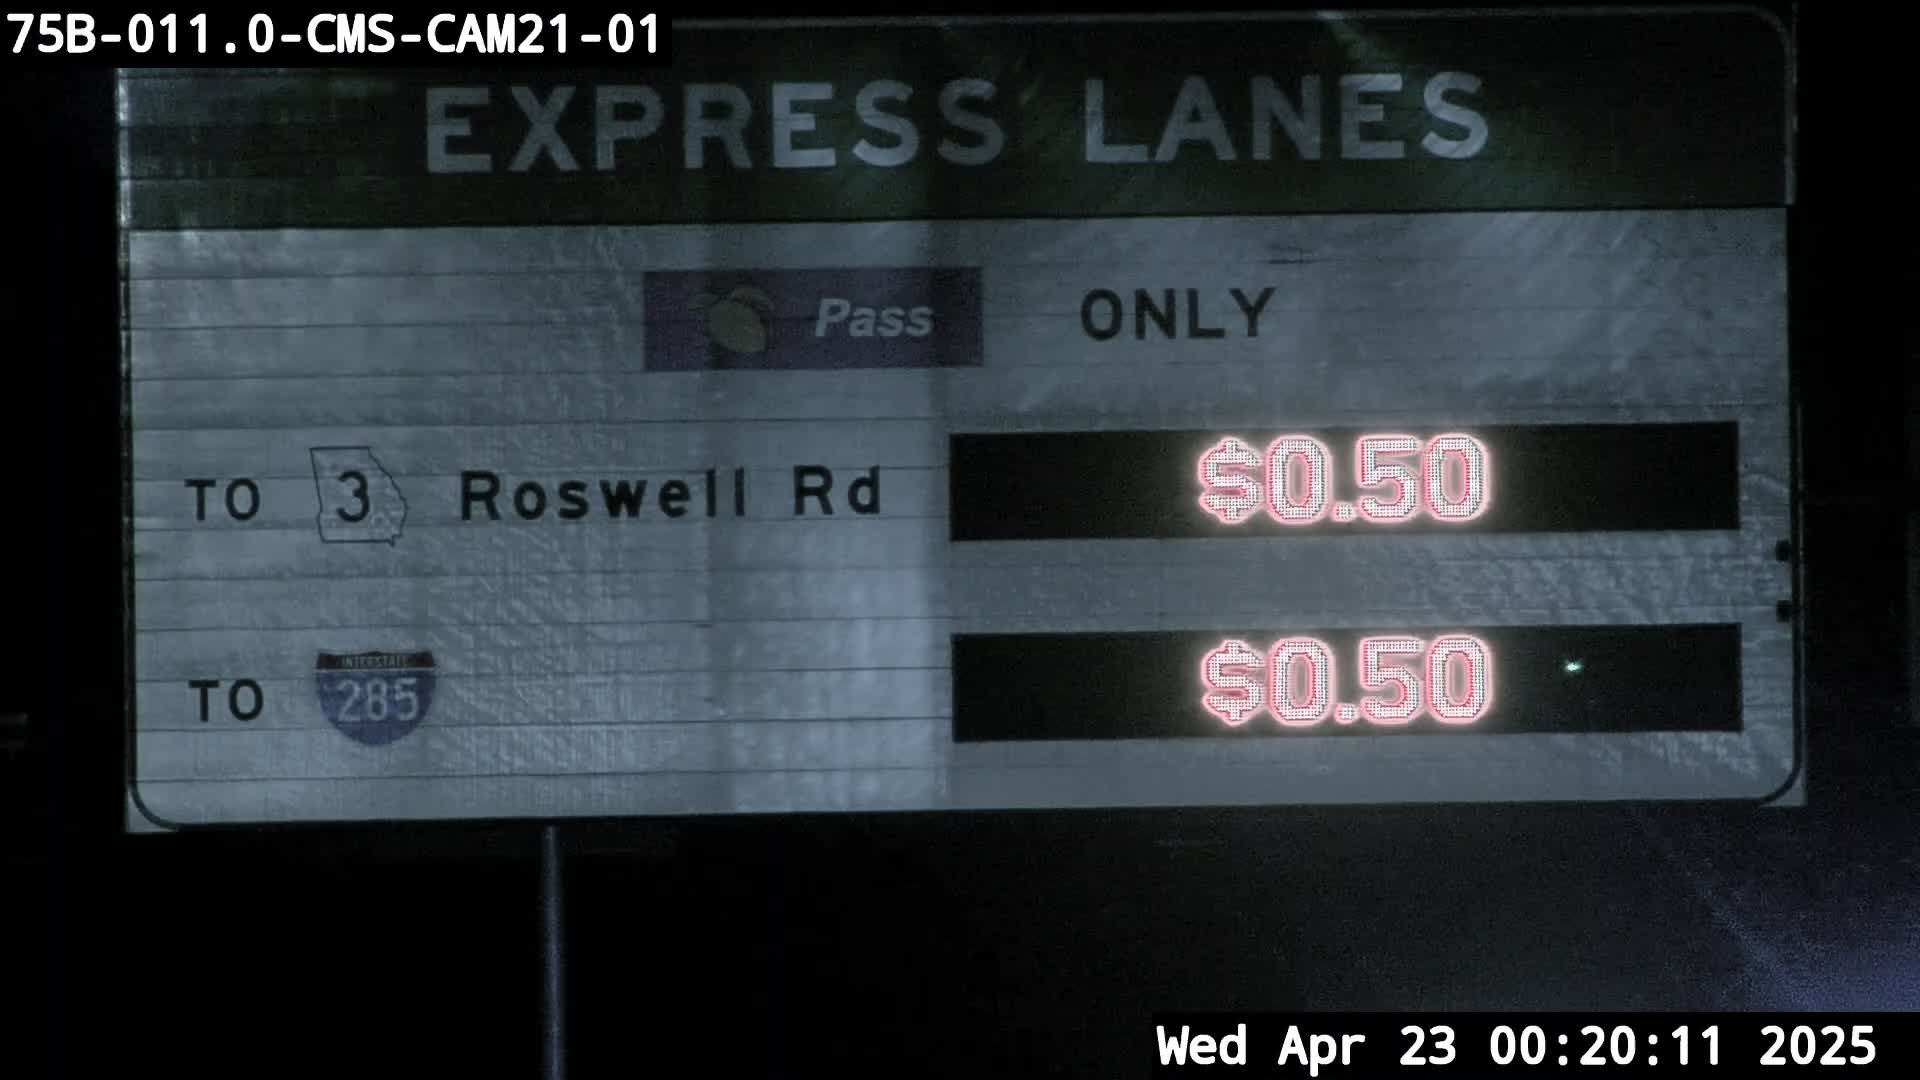 75B-011.0-CMS-CAM21-01
EXPRESS LANES
Pass ONLY
TO 3 Roswell Rd $0.50
TO INTERSTATE 285 $0.50
Wed Apr 23 00:20:11 2025